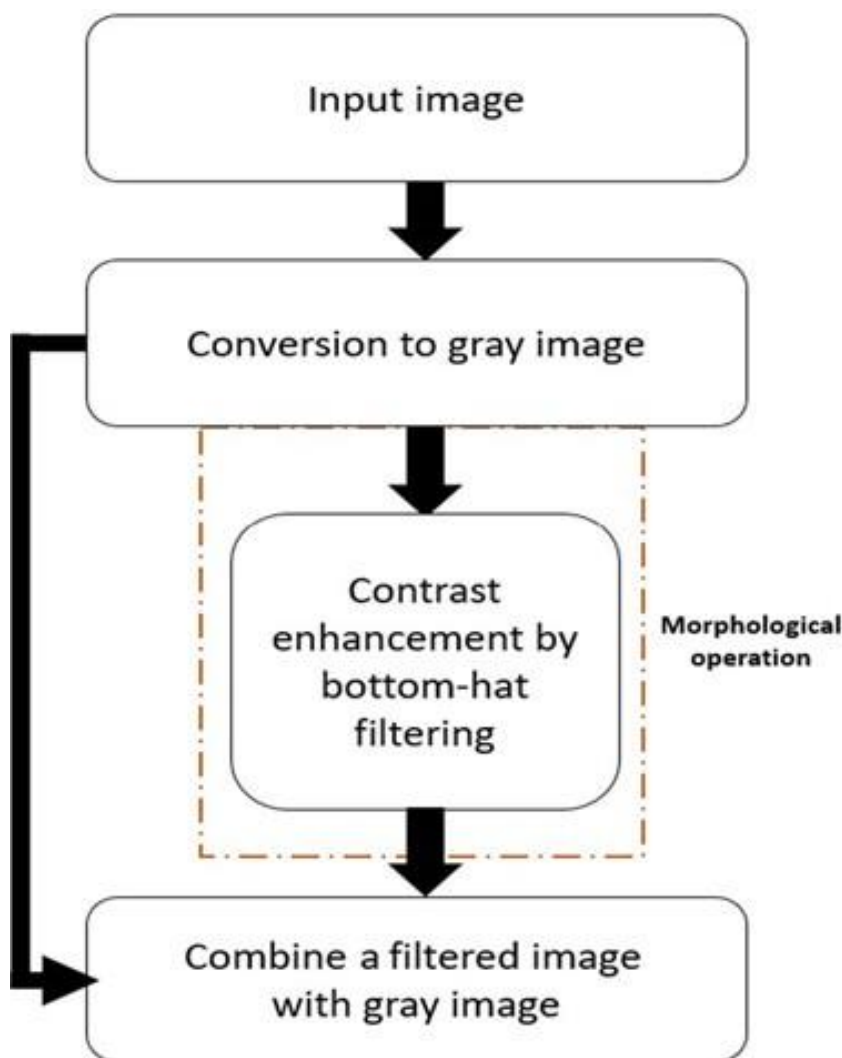 Input image
Conversion to gray image
Contrast
enhancement by
bottom-hat
filtering
Morphological
operation
Combine a filtered image
with gray image